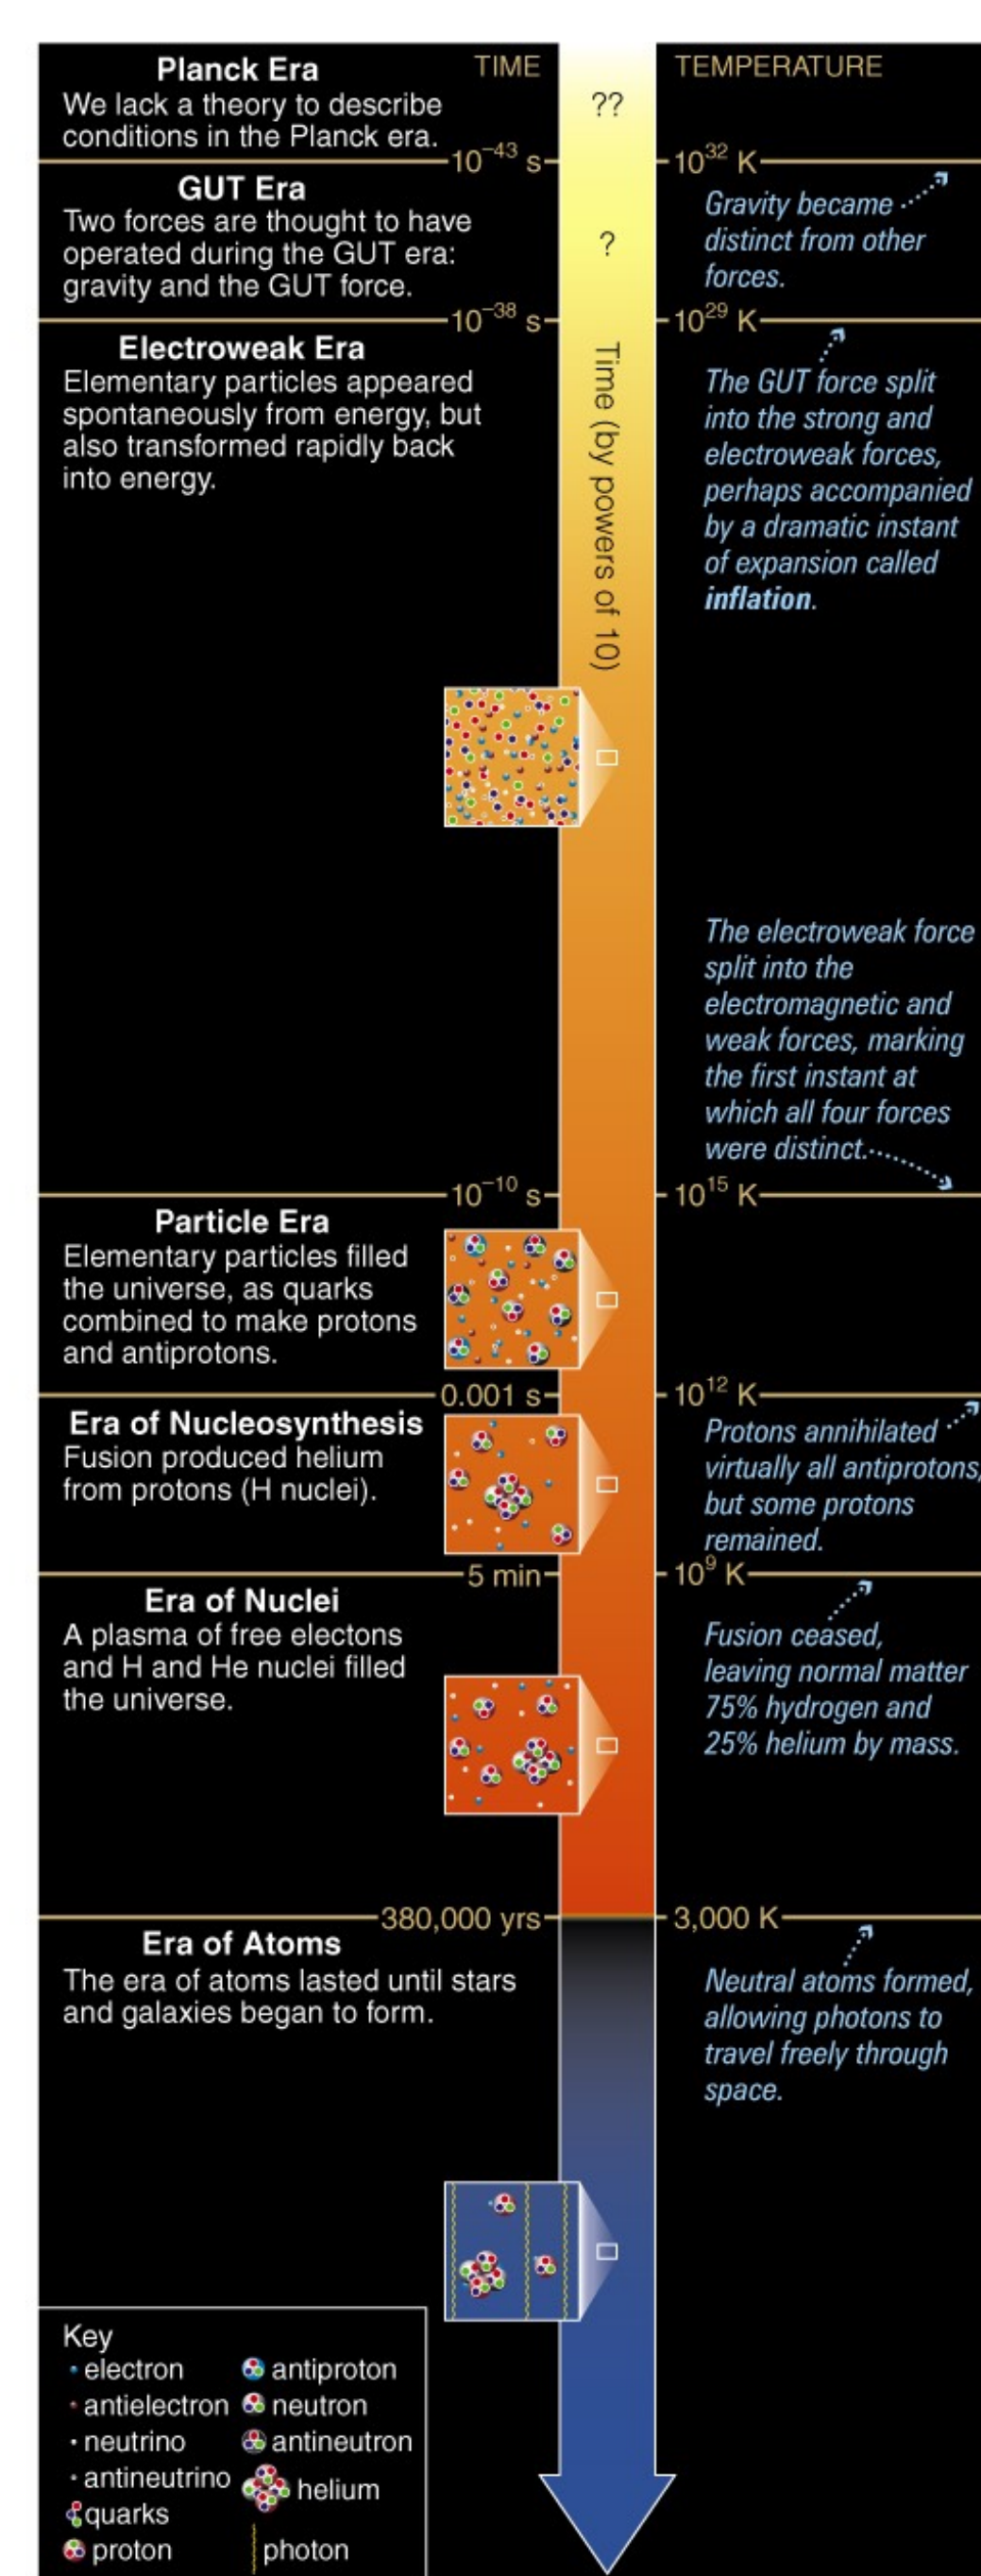 Planck Era
TIME
TEMPERATURE
We lack a theory to describe
conditions in the Planck era.
??
10⁻⁴³ s
10³² K
GUT Era
Two forces are thought to have
operated during the GUT era:
gravity and the GUT force.
?
Gravity became
distinct from other
forces.
10⁻³⁸ s
10²⁹ K
Electroweak Era
Elementary particles appeared
spontaneously from energy, but
also transformed rapidly back
into energy.
Time (by powers of 10)
The GUT force split
into the strong and
electroweak forces,
perhaps accompanied
by a dramatic instant
of expansion called
inflation.
The electroweak force
split into the
electromagnetic and
weak forces, marking
the first instant at
which all four forces
were distinct.
10⁻¹⁰ s
10¹⁵ K
Particle Era
Elementary particles filled
the universe, as quarks
combined to make protons
and antiprotons.
0.001 s
10¹² K
Era of Nucleosynthesis
Fusion produced helium
from protons (H nuclei).
Protons annihilated
virtually all antiprotons,
but some protons
remained.
5 min
10⁹ K
Era of Nuclei
A plasma of free electons
and H and He nuclei filled
the universe.
Fusion ceased,
leaving normal matter
75% hydrogen and
25% helium by mass.
380,000 yrs
3,000 K
Era of Atoms
The era of atoms lasted until stars
and galaxies began to form.
Neutral atoms formed,
allowing photons to
travel freely through
space.
Key
electron
antiproton
antielectron
neutron
neutrino
antineutron
antineutrino
helium
quarks
proton
photon